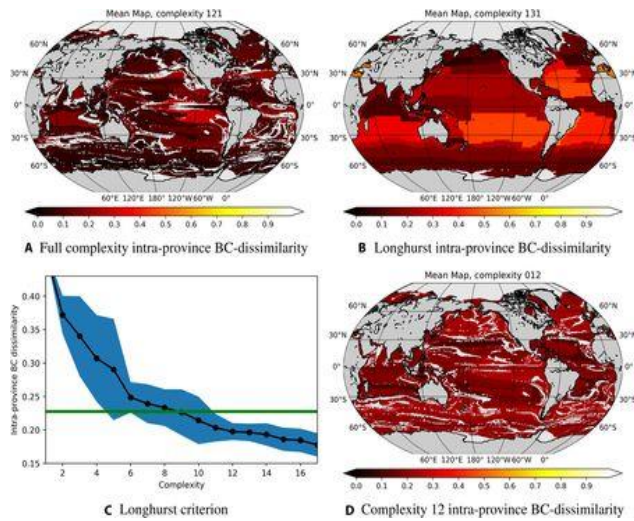 Mean Map, complexity 121
60°N 60°N
30°N 30°N
0° 0°
30°S 30°S
60°S 60°S
60°E 120°E 180° 120°W 60°W
0°
0.0 0.1 0.2 0.3 0.4 0.5 0.6 0.7 0.8 0.9
A Full complexity intra-province BC-dissimilarity
Mean Map, complexity 131
60°N 60°N
30°N 30°N
0° 0°
30°S 30°S
60°S 60°S
60°E 120°E 180° 120°W 60°W
0°
0.0 0.1 0.2 0.3 0.4 0.5 0.6 0.7 0.8 0.9
B Longhurst intra-province BC-dissimilarity
Intra-province BC dissimilarity
0.40
0.35
0.30
0.25
0.20
0.15
2 4 6 8 10 12 14 16
Complexity
C Longhurst criterion
Mean Map, complexity 012
60°N 60°N
30°N 30°N
0° 0°
30°S 30°S
60°S 60°S
60°E 120°E 180° 120°W 60°W
0°
0.0 0.1 0.2 0.3 0.4 0.5 0.6 0.7 0.8 0.9
D Complexity 12 intra-province BC-dissimilarity